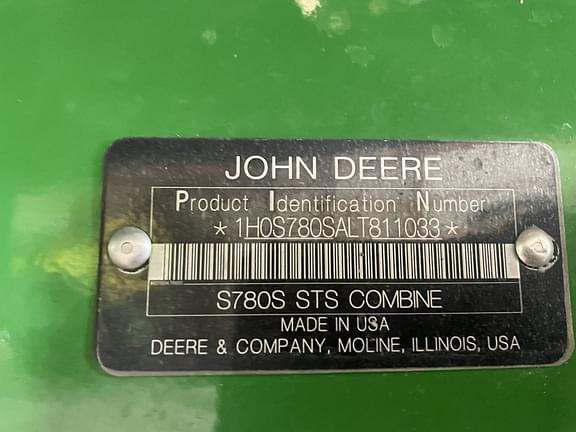 JOHN DEERE
Product Identification Number
*1H0S780SALT811033*
S780S STS COMBINE
MADE IN USA
DEERE & COMPANY, MOLINE, ILLINOIS, USA